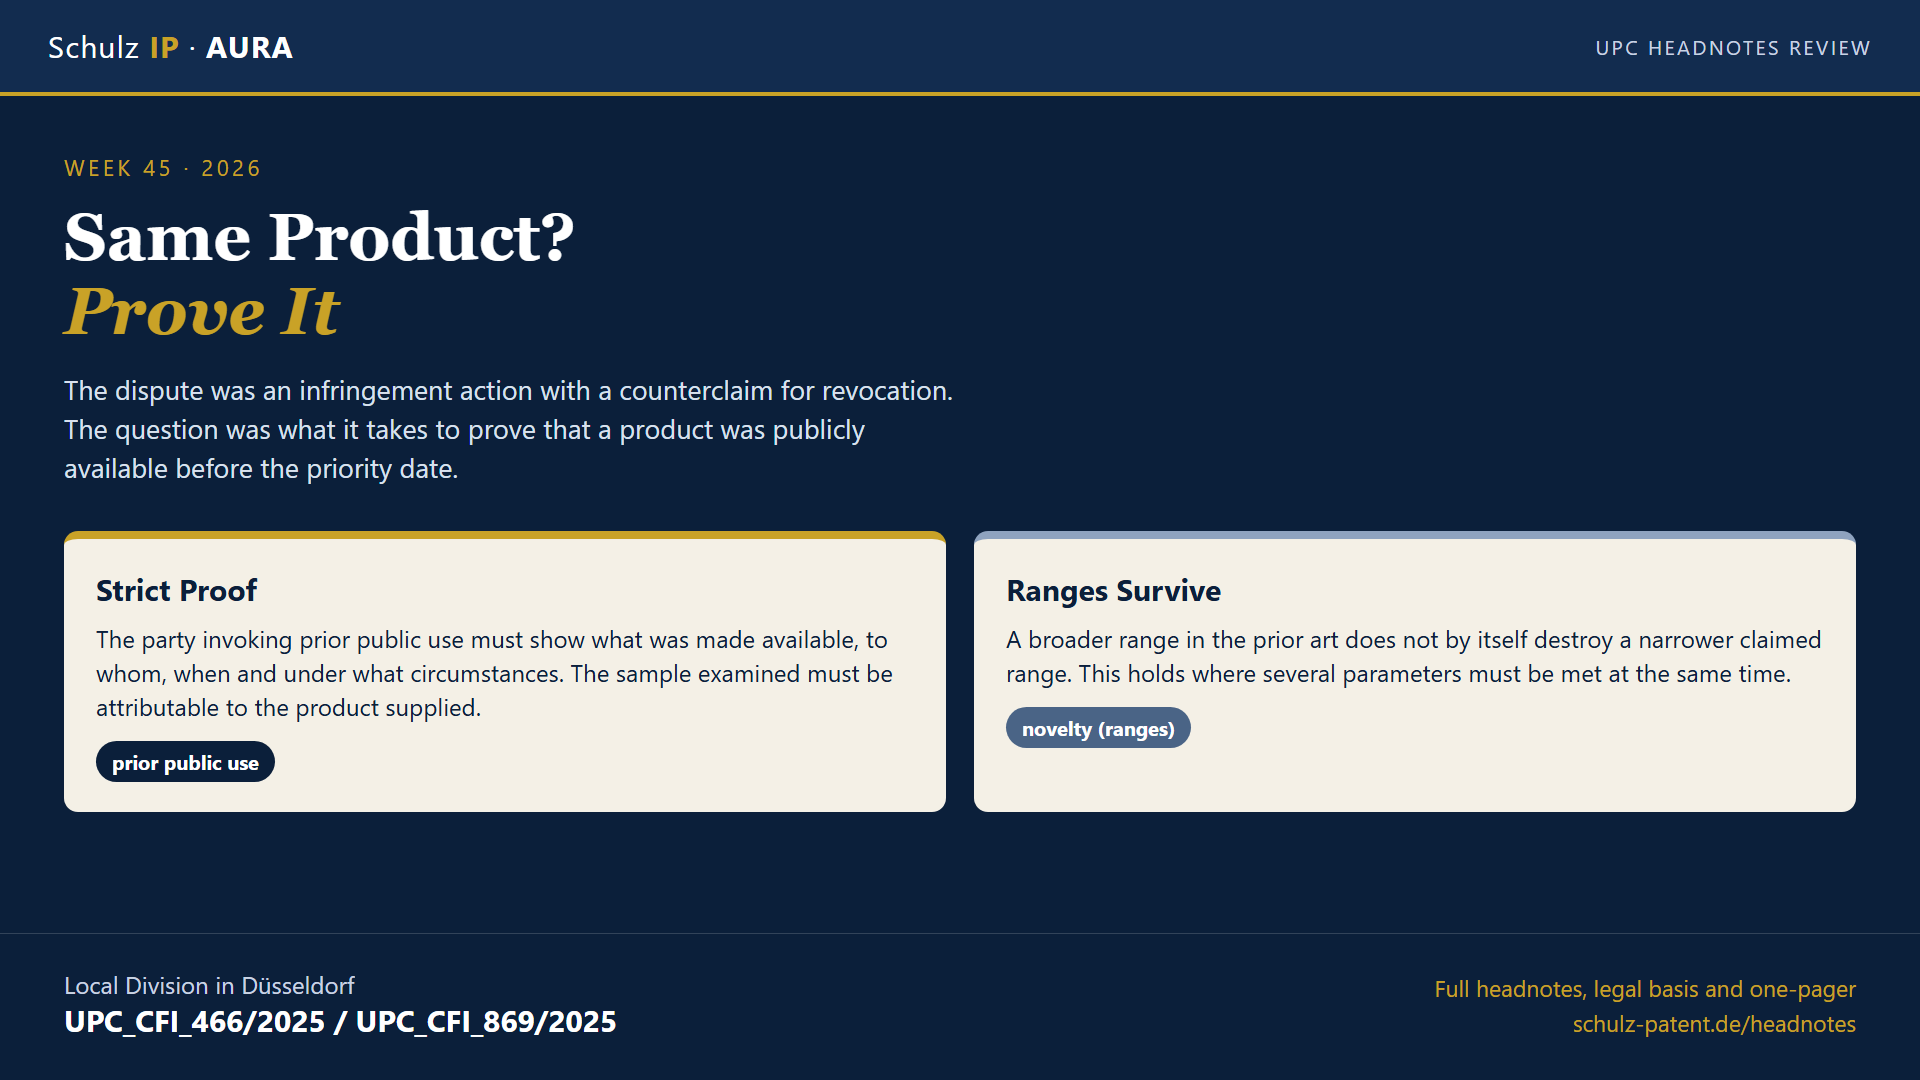 Schulz IP · AURA
UPC HEADNOTES REVIEW
WEEK 45 · 2026
Same Product?
Prove It
The dispute was an infringement action with a counterclaim for revocation.
The question was what it takes to prove that a product was publicly
available before the priority date.
Strict Proof
The party invoking prior public use must show what was made available, to
whom, when and under what circumstances. The sample examined must be
attributable to the product supplied.
prior public use
Ranges Survive
A broader range in the prior art does not by itself destroy a narrower claimed
range. This holds where several parameters must be met at the same time.
novelty (ranges)
Local Division in Düsseldorf
UPC_CFI_466/2025 / UPC_CFI_869/2025
Full headnotes, legal basis and one-pager
schulz-patent.de/headnotes